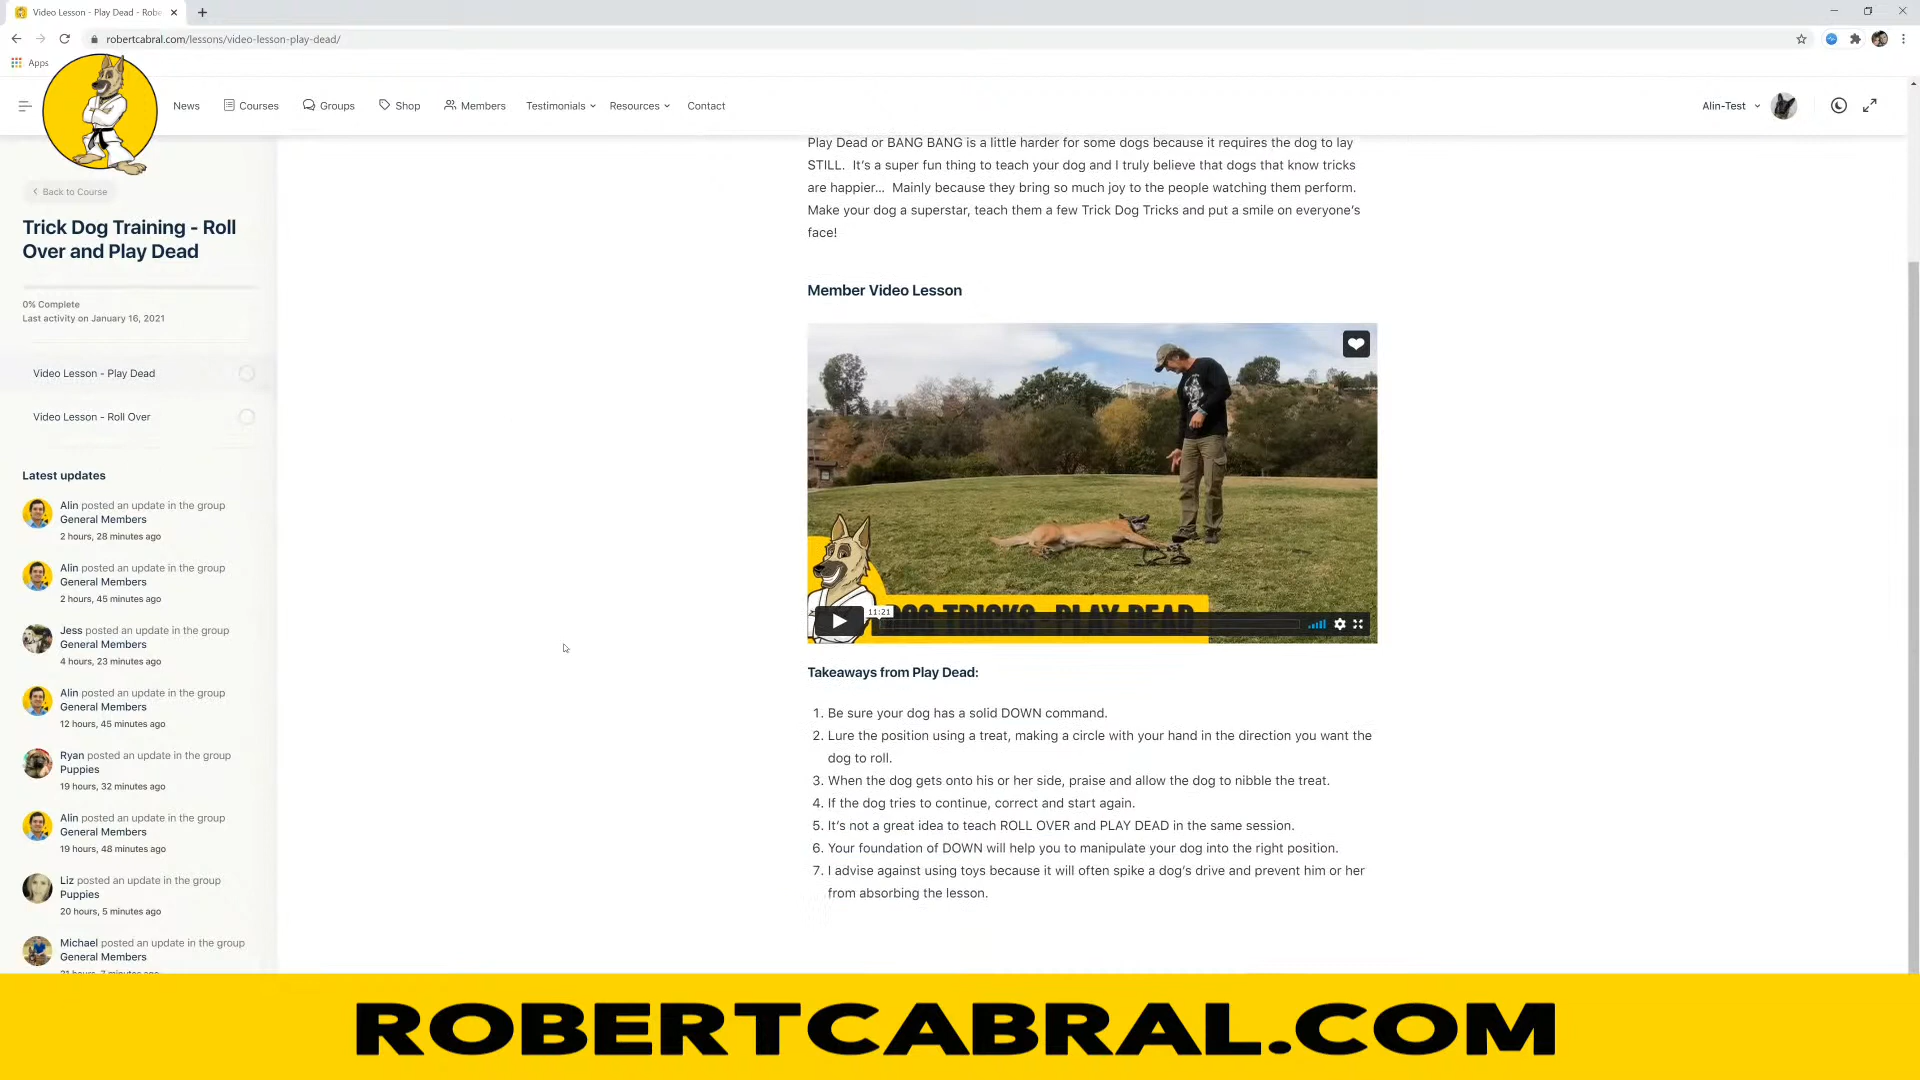 Video Lesson - Play Dead - Robe
robertcabral.com/lessons/video-lesson-play-dead/
Apps
News
Courses
Groups
Shop
Members
Testimonials
Resources
Contact
Alin-Test
Back to Course
Trick Dog Training - Roll
Over and Play Dead
0% Complete
Last activity on January 16, 2021
Video Lesson - Play Dead
Video Lesson - Roll Over
Latest updates
Alin posted an update in the group
General Members
2 hours, 28 minutes ago
Alin posted an update in the group
General Members
2 hours, 45 minutes ago
Jess posted an update in the group
General Members
4 hours, 23 minutes ago
Alin posted an update in the group
General Members
12 hours, 45 minutes ago
Ryan posted an update in the group
Puppies
19 hours, 32 minutes ago
Alin posted an update in the group
General Members
19 hours, 48 minutes ago
Liz posted an update in the group
Puppies
20 hours, 5 minutes ago
Michael posted an update in the group
General Members
21 hours, 7 minutes ago
Play Dead or BANG BANG is a little harder for some dogs because it requires the dog to lay
STILL. It's a super fun thing to teach your dog and I truly believe that dogs that know tricks
are happier... Mainly because they bring so much joy to the people watching them perform.
Make your dog a superstar, teach them a few Trick Dog Tricks and put a smile on everyone's
face!
Member Video Lesson
11:21
DOG TRICKS - PLAY DEAD
Takeaways from Play Dead:
1. Be sure your dog has a solid DOWN command.
2. Lure the position using a treat, making a circle with your hand in the direction you want the
dog to roll.
3. When the dog gets onto his or her side, praise and allow the dog to nibble the treat.
4. If the dog tries to continue, correct and start again.
5. It's not a great idea to teach ROLL OVER and PLAY DEAD in the same session.
6. Your foundation of DOWN will help you to manipulate your dog into the right position.
7. I advise against using toys because it will often spike a dog's drive and prevent him or her
from absorbing the lesson.
ROBERTCABRAL.COM